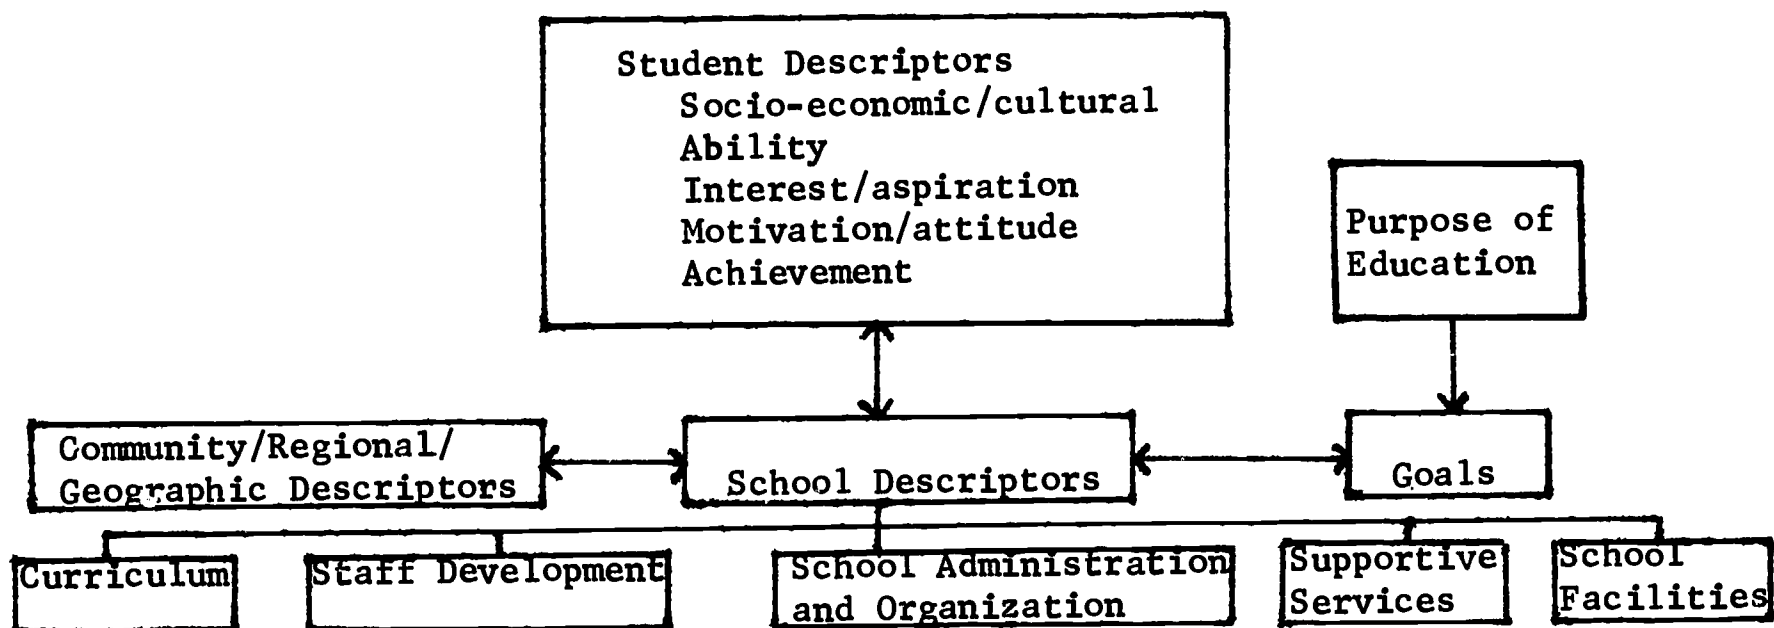 Student Descriptors
Socio-economic/cultural
Ability
Interest/aspiration
Motivation/attitude
Achievement
Purpose of
Education
Community/Regional/
Geographic Descriptors
School Descriptors
Goals
Curriculum
Staff Development
School Administration
and Organization
Supportive
Services
School
Facilities